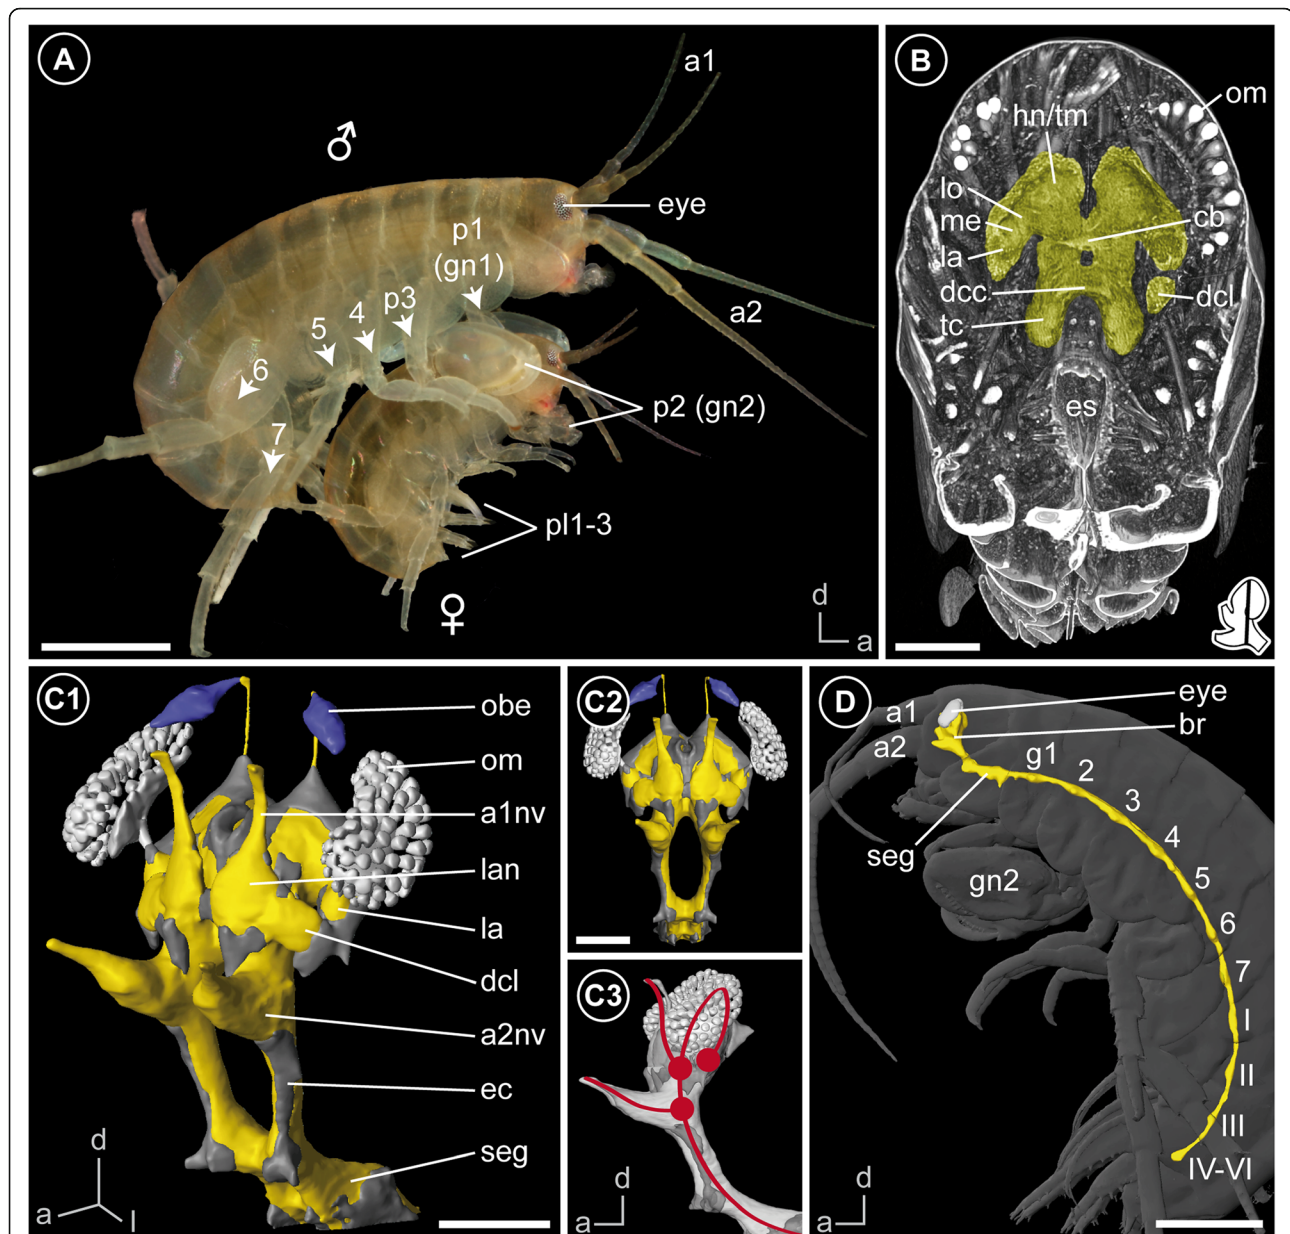 A
♂
a1
eye
p1
(gn1)
p3
4
5
6
7
a2
p2 (gn2)
pl1-3
♀
d
a
B
om
hn/tm
lo
me
la
cb
dcc
dcl
tc
es
C1
obe
om
a1nv
lan
la
dcl
a2nv
ec
seg
d
a
l
C2
C3
d
a
D
eye
a1
br
a2
g1
2
3
4
5
6
7
seg
gn2
I
II
III
IV-VI
d
a